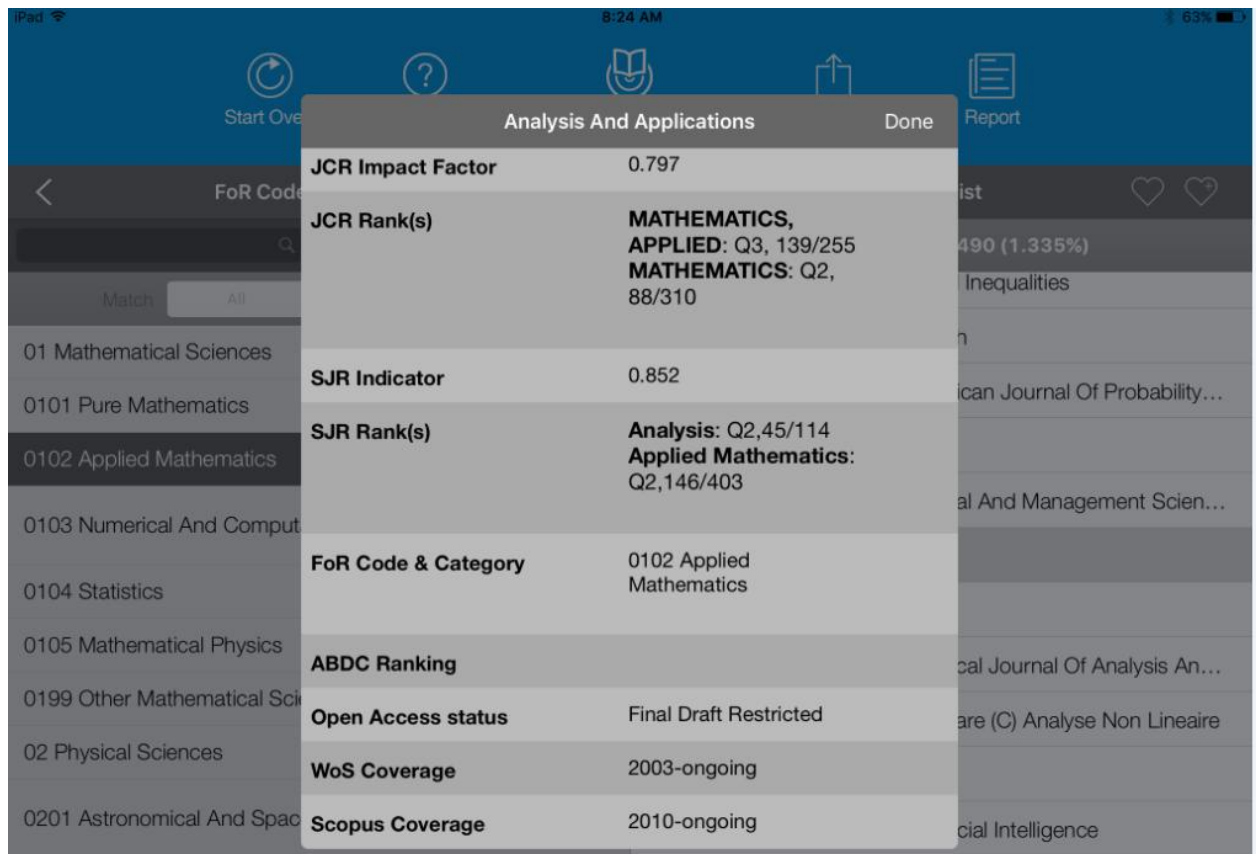 iPad
8:24 AM
63%
Start Ove
Report
Analysis And Applications
Done
FoR Code
ist
490 (1.335%)
Match
All
01 Mathematical Sciences
0101 Pure Mathematics
0102 Applied Mathematics
0103 Numerical And Comput
0104 Statistics
0105 Mathematical Physics
0199 Other Mathematical Scie
02 Physical Sciences
0201 Astronomical And Spac
JCR Impact Factor
0.797
JCR Rank(s)
MATHEMATICS,
APPLIED: Q3, 139/255
MATHEMATICS: Q2,
88/310
SJR Indicator
0.852
SJR Rank(s)
Analysis: Q2,45/114
Applied Mathematics:
Q2,146/403
FoR Code & Category
0102 Applied
Mathematics
ABDC Ranking
Open Access status
Final Draft Restricted
WoS Coverage
2003-ongoing
Scopus Coverage
2010-ongoing
Inequalities
n
ican Journal Of Probability...
al And Management Scien...
cal Journal Of Analysis An...
are (C) Analyse Non Lineaire
cial Intelligence